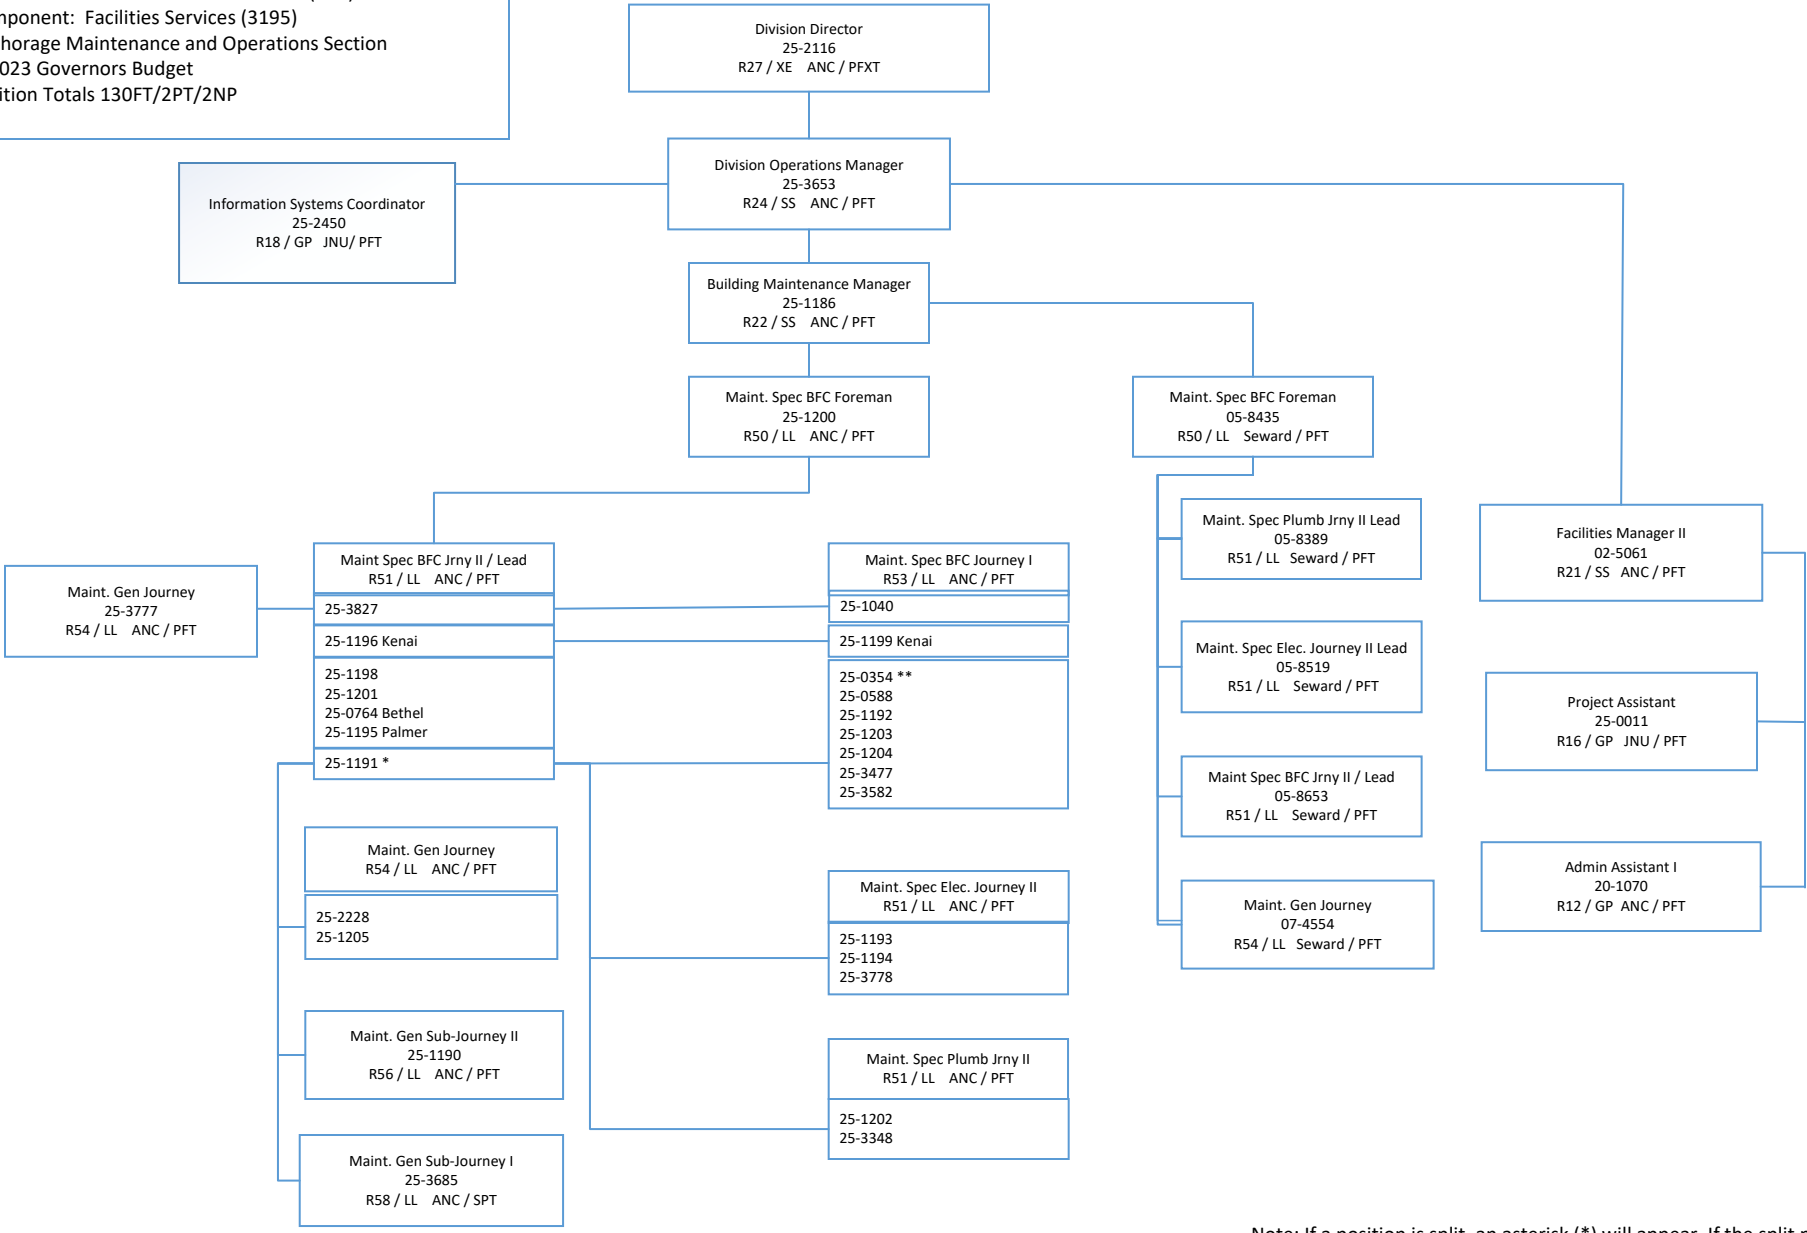 Facilities Services (3195)
Maintenance and Operations Section
Governors Budget
Totals 130FT/2PT/2NP
Division Director
25-2116
R27 / XE ANC / PFXT
Division Operations Manager
25-3653
R24 / SS ANC / PFT
Information Systems Coordinator
25-2450
R18 / GP JNU/ PFT
Building Maintenance Manager
25-1186
R22 / SS ANC / PFT
Maint. Spec BFC Foreman
25-1200
R50 / LL ANC / PFT
Maint. Spec BFC Foreman
05-8435
R50 / LL Seward / PFT
Maint. Gen Journey
25-3777
R54 / LL ANC / PFT
Maint Spec BFC Jrny II / Lead
R51 / LL ANC / PFT
25-3827
25-1196 Kenai
25-1198
25-1201
25-0764 Bethel
25-1195 Palmer
25-1191 *
Maint. Spec BFC Journey I
R53 / LL ANC / PFT
25-1040
25-1199 Kenai
25-0354 **
25-0588
25-1192
25-1203
25-1204
25-3477
25-3582
Maint. Gen Journey
R54 / LL ANC / PFT
25-2228
25-1205
Maint. Gen Sub-Journey II
25-1190
R56 / LL ANC / PFT
Maint. Gen Sub-Journey I
25-3685
R58 / LL ANC / SPT
Maint. Spec Elec. Journey II
R51 / LL ANC / PFT
25-1193
25-1194
25-3778
Maint. Spec Plumb Jrny II
R51 / LL ANC / PFT
25-1202
25-3348
Maint. Spec Plumb Jrny II Lead
05-8389
R51 / LL Seward / PFT
Maint. Spec Elec. Journey II Lead
05-8519
R51 / LL Seward / PFT
Maint Spec BFC Jrny II / Lead
05-8653
R51 / LL Seward / PFT
Maint. Gen Journey
07-4554
R54 / LL Seward / PFT
Facilities Manager II
02-5061
R21 / SS ANC / PFT
Project Assistant
25-0011
R16 / GP JNU / PFT
Admin Assistant I
20-1070
R12 / GP ANC / PFT
Note: If a position is split, an asterisk (*) will appear. If the split